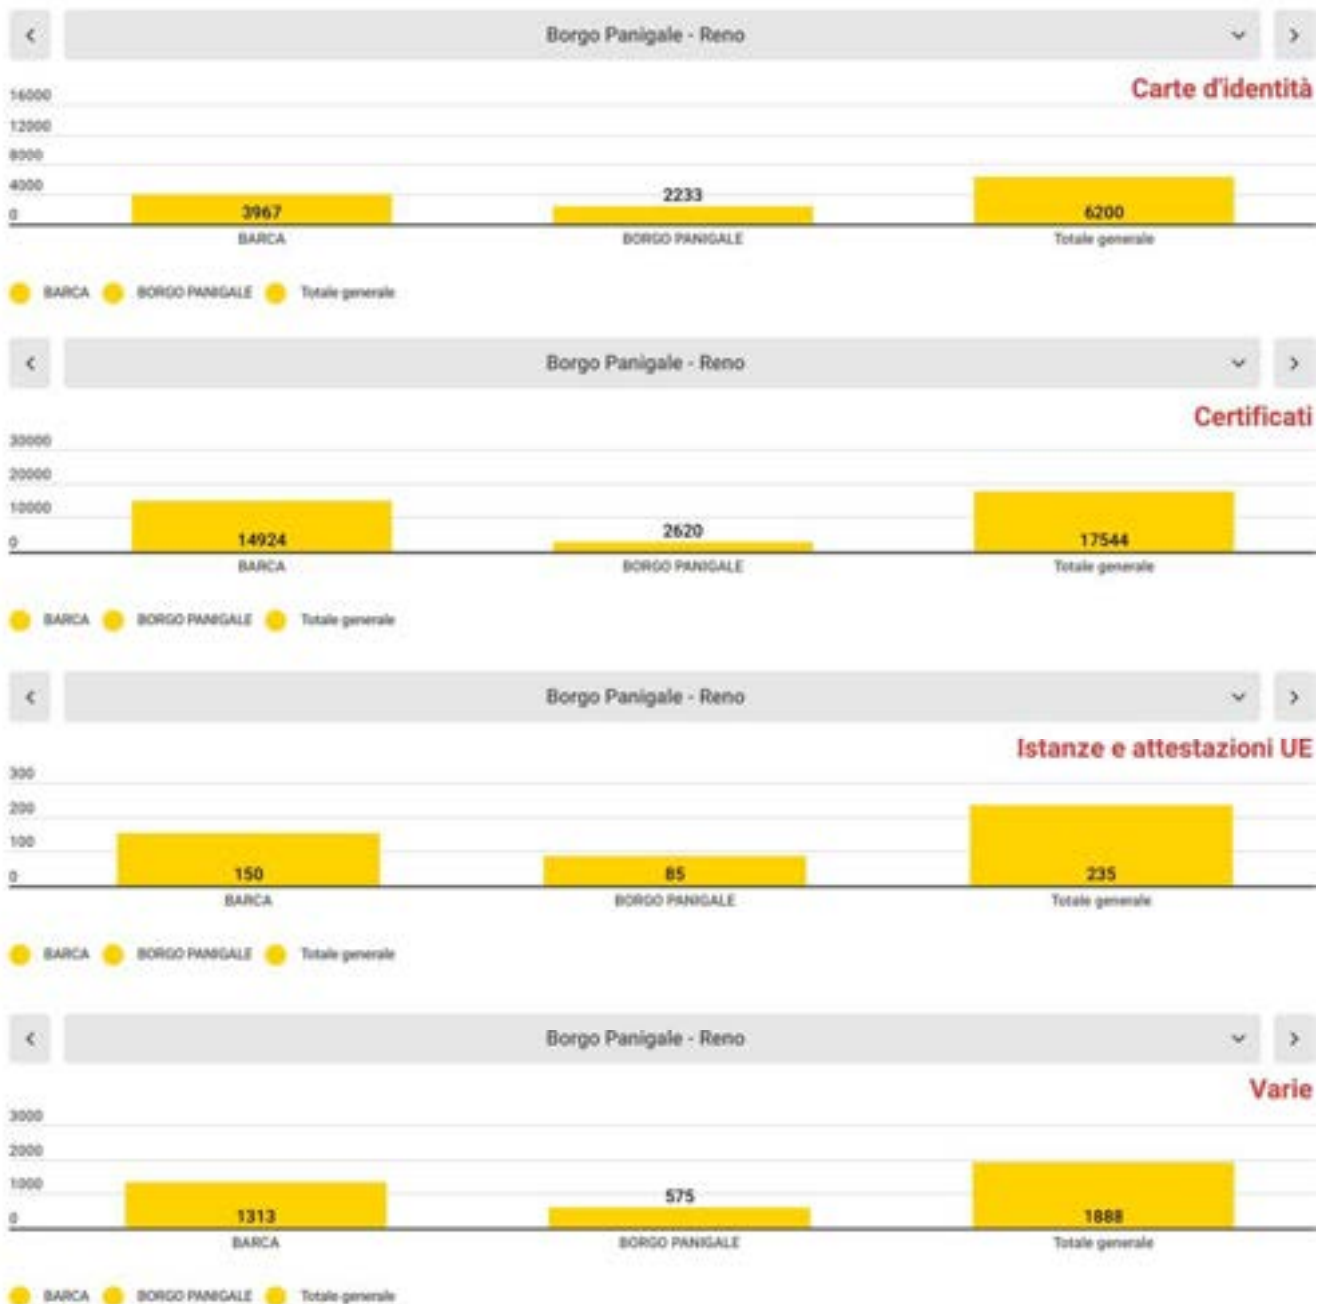 Borgo Panigale - Reno
Carte d'identità
16000
12000
8000
4000
0
3967
2233
6200
BARCA
BORGO PANIGALE
Totale generale
BARCA BORGO PANIGALE Totale generale
Borgo Panigale - Reno
Certificati
30000
20000
10000
0
14924
2620
17544
BARCA
BORGO PANIGALE
Totale generale
BARCA BORGO PANIGALE Totale generale
Borgo Panigale - Reno
Istanze e attestazioni UE
300
200
100
0
150
85
235
BARCA
BORGO PANIGALE
Totale generale
BARCA BORGO PANIGALE Totale generale
Borgo Panigale - Reno
Varie
3000
2000
1000
0
1313
575
1888
BARCA
BORGO PANIGALE
Totale generale
BARCA BORGO PANIGALE Totale generale